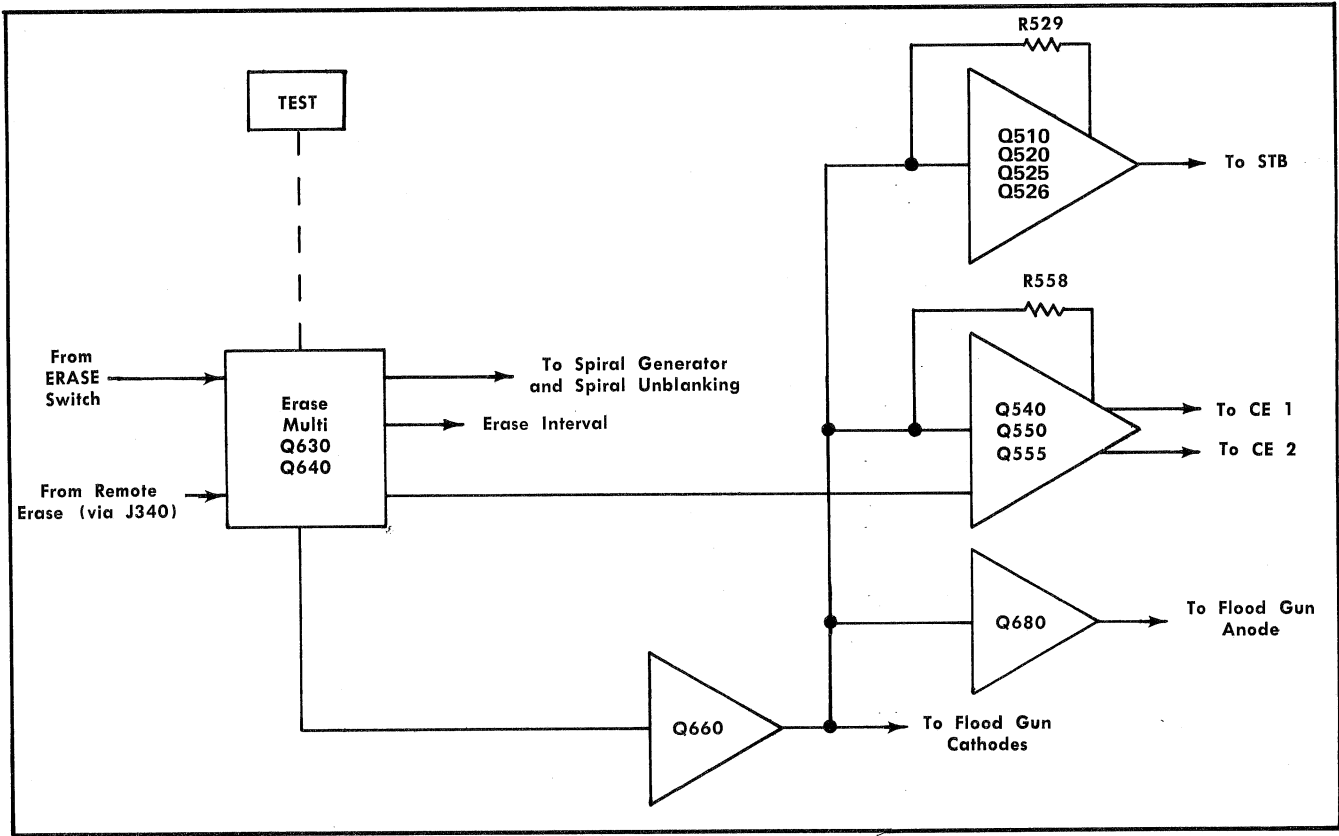 R529
TEST
Q510
Q520
Q525
Q526
To STB
R558
From
ERASE
Switch
To Spiral Generator
and Spiral Unblanking
Erase
Multi
Q630
Q640
Erase Interval
Q540
Q550
Q555
To CE 1
To CE 2
From Remote
Erase (via J340)
Q680
To Flood Gun
Anode
Q660
To Flood Gun
Cathodes